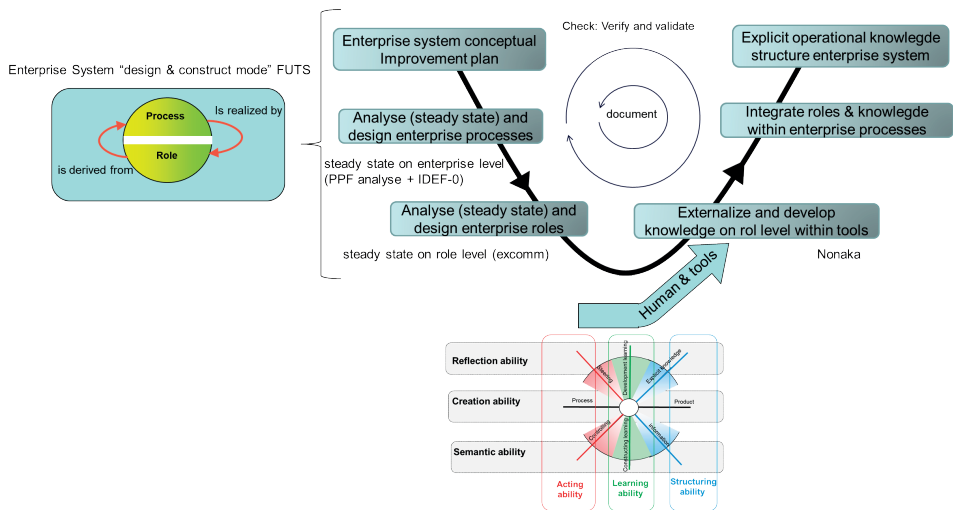 Enterprise system conceptual
Improvement plan
Check: Verify and validate
Explicit operational knowlegde
structure enterprise system
Enterprise System “design & construct mode” FUTS
Process
Role
Is realized by
is derived from
Analyse (steady state) and
design enterprise processes
document
Integrate roles & knowlegde
within enterprise processes
steady state on enterprise level
(PPF analyse + IDEF-0)
Analyse (steady state) and
design enterprise roles
Externalize and develop
knowledge on rol level within tools
steady state on role level (excomm)
Nonaka
Human & tools
Reflection ability
Steering
Development learning
Explicit knowledge
Creation ability
Process
Product
Semantic ability
Controlling
Constructing learning
information
Acting
ability
Learning
ability
Structuring
ability